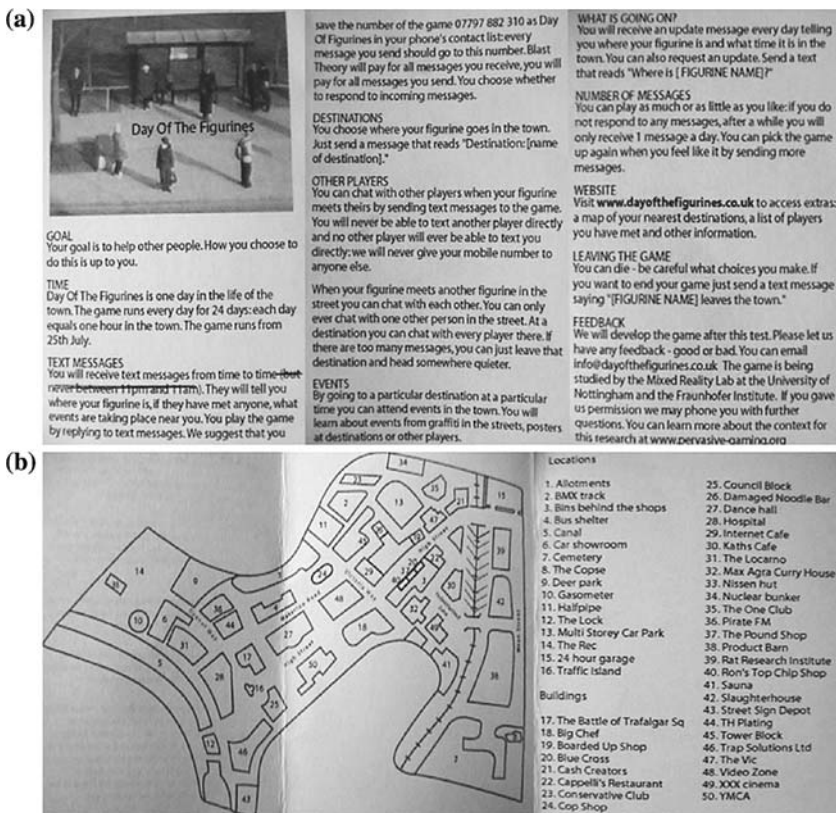 (a)
Day Of The Figurines
GOAL
Your goal is to help other people. How you choose to
do this is up to you.
TIME
Day Of The Figurines is one day in the life of the
town. The game runs every day for 24 days: each day
equals one hour in the town. The game runs from
25th July.
TEXT MESSAGES
You will receive text messages from time to time (but
never between 11pm and 11am). They will tell you
where your figurine is, if they have met anyone, what
events are taking place near you. You play the game
by replying to text messages. We suggest that you
save the number of the game 07797 882 310 as Day
Of Figurines in your phone's contact list: every
message you send should go to this number. Blast
Theory will pay for all messages you receive, you will
pay for all messages you send. You choose whether
to respond to incoming messages.
DESTINATIONS
You choose where your figurine goes in the town.
Just send a message that reads "Destination: [name
of destination]."
OTHER PLAYERS
You can chat with other players when your figurine
meets theirs by sending text messages to the game.
You will never be able to text another player directly
and no other player will ever be able to text you
directly: we will never give your mobile number to
anyone else.
When your figurine meets another figurine in the
street you can chat with each other. You can only
ever chat with one other person in the street. At a
destination you can chat with every player there. If
there are too many messages, you can just leave that
destination and head somewhere quieter.
EVENTS
By going to a particular destination at a particular
time you can attend events in the town. You will
learn about events from graffiti in the streets, posters
at destinations or other players.
WHAT IS GOING ON?
You will receive an update message every day telling
you where your figurine is and what time it is in the
town. You can also request an update. Send a text
that reads "Where is [ FIGURINE NAME]?"
NUMBER OF MESSAGES
You can play as much or as little as you like: if you do
not respond to any messages, after a while you will
only receive 1 message a day. You can pick the game
up again when you feel like it by sending more
messages.
WEBSITE
Visit www.dayofthefigurines.co.uk to access extras:
a map of your nearest destinations, a list of players
you have met and other information.
LEAVING THE GAME
You can die - be careful what choices you make. If
you want to end your game just send a text message
saying "[FIGURINE NAME] leaves the town."
FEEDBACK
We will develop the game after this test. Please let us
have any feedback - good or bad. You can email
info@dayofthefigurines.co.uk The game is being
studied by the Mixed Reality Lab at the University of
Nottingham and the Fraunhofer Institute. If you gave
us permission we may phone you with further
questions. You can learn more about the context for
this research at www.pervasive-gaming.org
(b)
High Street
Victoria Way
High Street
Locations
1. Allotments
2. BMX track
3. Bins behind the shops
4. Bus shelter
5. Canal
6. Car showroom
7. Cemetery
8. The Copse
9. Deer park
10. Gasometer
11. Halfpipe
12. The Lock
13. Multi Storey Car Park
14. The Rec
15. 24 hour garage
16. Traffic Island
Buildings
17. The Battle of Trafalgar Sq
18. Big Chef
19. Boarded Up Shop
20. Blue Cross
21. Cash Creators
22. Cappelli's Restaurant
23. Conservative Club
24. Cop Shop
25. Council Block
26. Damaged Noodle Bar
27. Dance hall
28. Hospital
29. Internet Cafe
30. Kaths Cafe
31. The Locarno
32. Max Agra Curry House
33. Nissen hut
34. Nuclear bunker
35. The One Club
36. Pirate FM
37. The Pound Shop
38. Product Barn
39. Rat Research Institute
40. Ron's Top Chip Shop
41. Sauna
42. Slaughterhouse
43. Street Sign Depot
44. TH Plating
45. Tower Block
46. Trap Solutions Ltd
47. The Vic
48. Video Zone
49. XXX cinema
50. YMCA